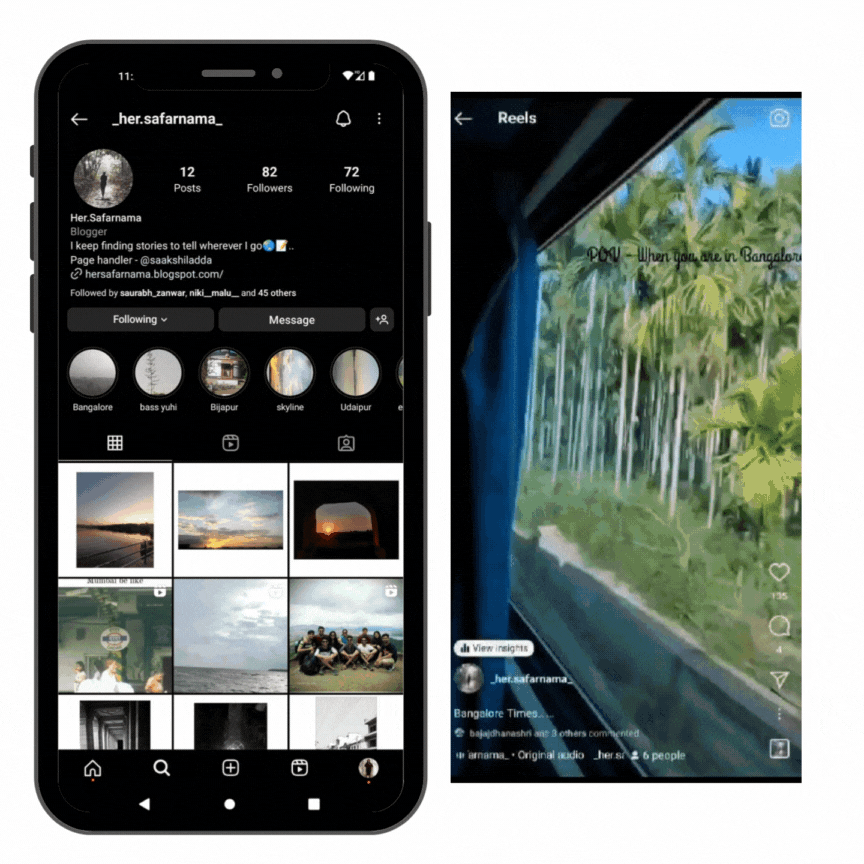 11:
_her.safarnama_
12 82 72
Posts Followers Following
Her.Safarnama
Blogger
I keep finding stories to tell wherever I go🌏📝..
Page handler - @saakshiladda
hersafarnama.blogspot.com/
Followed by saurabh_zanwar, niki__malu__ and 45 others
Following Message
Bangalore bass yuhi Bijapur skyline Udaipur e
Mumbai be like
Reels
POV - When you are in Bangalore
135
4
View insights
_her.safarnama_
Bangalore Times.....
bajajdhanashri and 3 others commented
arnama_ • Original audio _her.sa 6 people